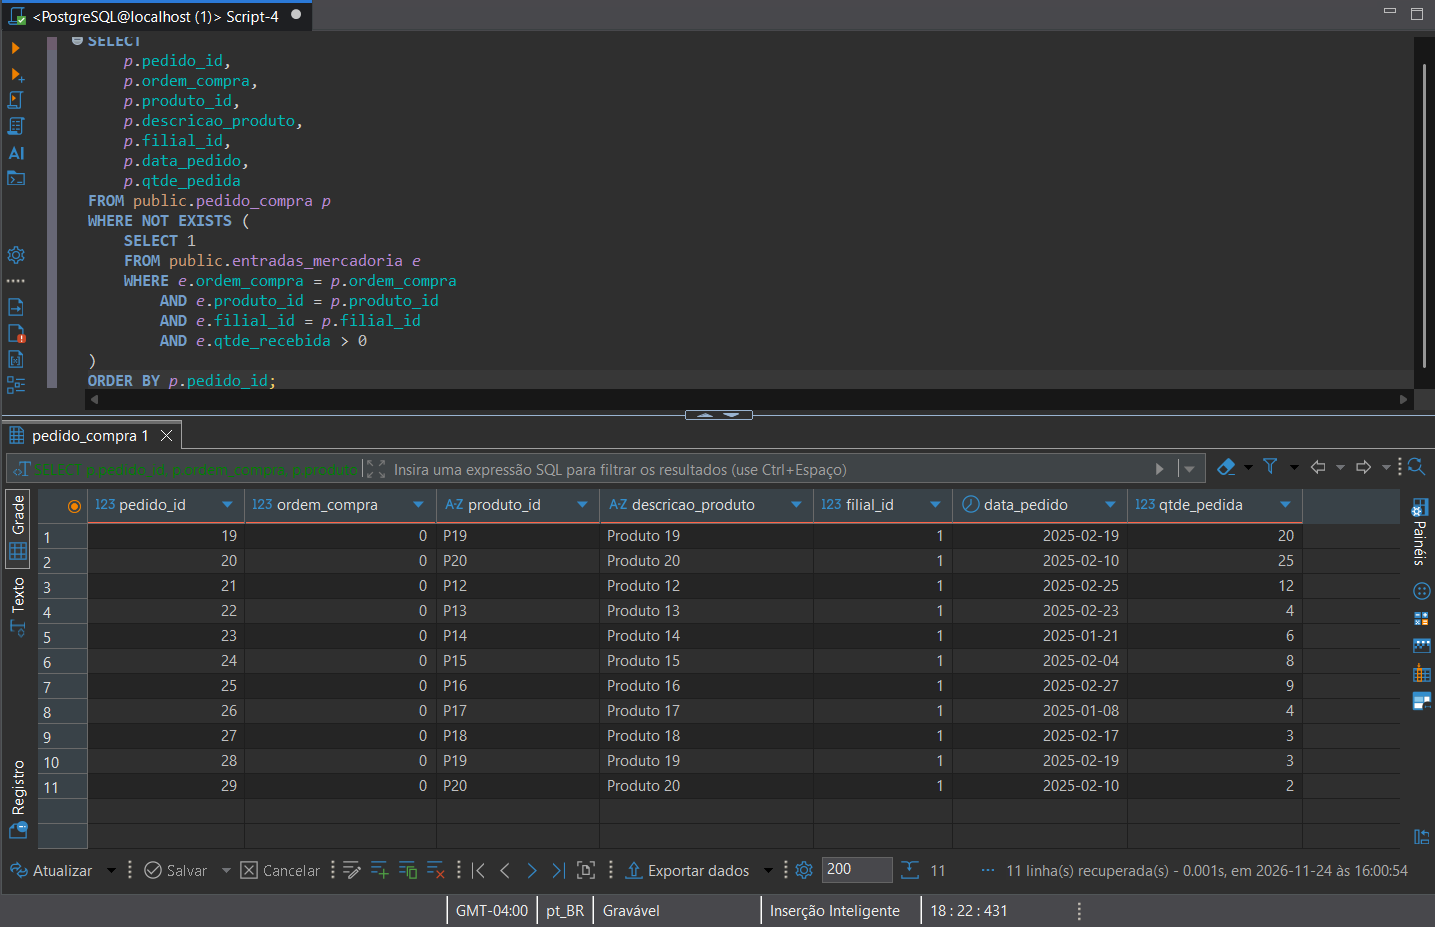 <PostgreSQL@localhost (1)> Script-4
SELECT
p.pedido_id,
p.ordem_compra,
p.produto_id,
p.descricao_produto,
p.filial_id,
p.data_pedido,
p.qtde_pedida
FROM public.pedido_compra p
WHERE NOT EXISTS (
SELECT 1
FROM public.entradas_mercadoria e
WHERE e.ordem_compra = p.ordem_compra
AND e.produto_id = p.produto_id
AND e.filial_id = p.filial_id
AND e.qtde_recebida > 0
)
ORDER BY p.pedido_id;
AI
pedido_compra 1
SELECT p.pedido_id, p.ordem_compra, p.produto Insira uma expressão SQL para filtrar os resultados (use Ctrl+Espaço)
Grade
Texto
Registro
Painéis
123 pedido_id 123 ordem_compra A-Z produto_id A-Z descricao_produto 123 filial_id data_pedido 123 qtde_pedida
1 19 0 P19 Produto 19 1 2025-02-19 20
2 20 0 P20 Produto 20 1 2025-02-10 25
3 21 0 P12 Produto 12 1 2025-02-25 12
4 22 0 P13 Produto 13 1 2025-02-23 4
5 23 0 P14 Produto 14 1 2025-01-21 6
6 24 0 P15 Produto 15 1 2025-02-04 8
7 25 0 P16 Produto 16 1 2025-02-27 9
8 26 0 P17 Produto 17 1 2025-01-08 4
9 27 0 P18 Produto 18 1 2025-02-17 3
10 28 0 P19 Produto 19 1 2025-02-19 3
11 29 0 P20 Produto 20 1 2025-02-10 2
Atualizar Salvar Cancelar Exportar dados 200 11 ... 11 linha(s) recuperada(s) - 0.001s, em 2026-11-24 às 16:00:54
GMT-04:00 pt_BR Gravável Inserção Inteligente 18 : 22 : 431